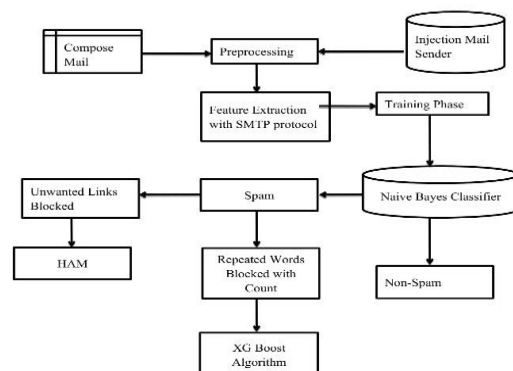 Compose
Mail
Preprocessing
Injection Mail
Sender
Feature Extraction
with SMTP protocol
Training Phase
Unwanted Links
Blocked
Spam
Naive Bayes Classifier
HAM
Repeated Words
Blocked with
Count
Non-Spam
XG Boost
Algorithm